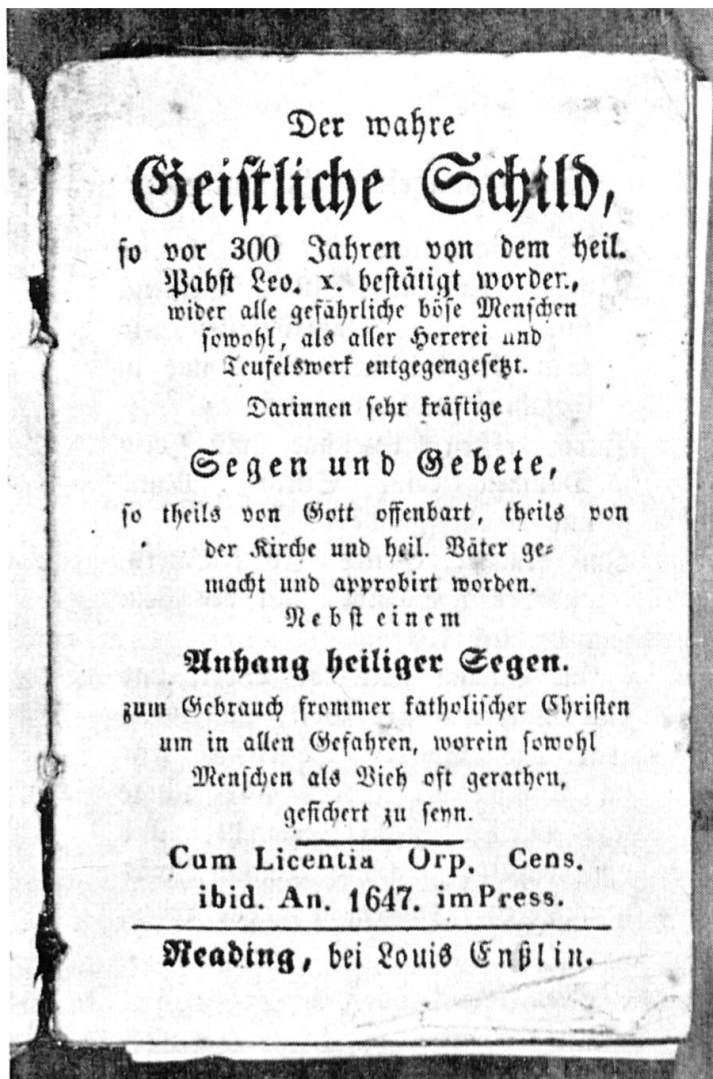 Der wahre
Geistliche Schild,
so vor 300 Jahren von dem heil.
Pabst Leo. x. bestätigt worder.,
wider alle gefährliche böse Menschen
sowohl, als aller Hexerei und
Teufelswerk entgegengesetzt.
Darinnen sehr kräftige
Segen und Gebete,
so theils von Gott offenbart, theils von
der Kirche und heil. Väter ge-
macht und approbirt worden.
Nebst einem
Anhang heiliger Segen.
zum Gebrauch frommer katholischer Christen
um in allen Gefahren, worein sowohl
Menschen als Vieh oft gerathen,
gesichert zu seyn.
Cum Licentia Orp. Cens.
ibid. An. 1647. imPress.
Reading, bei Louis Enßlin.